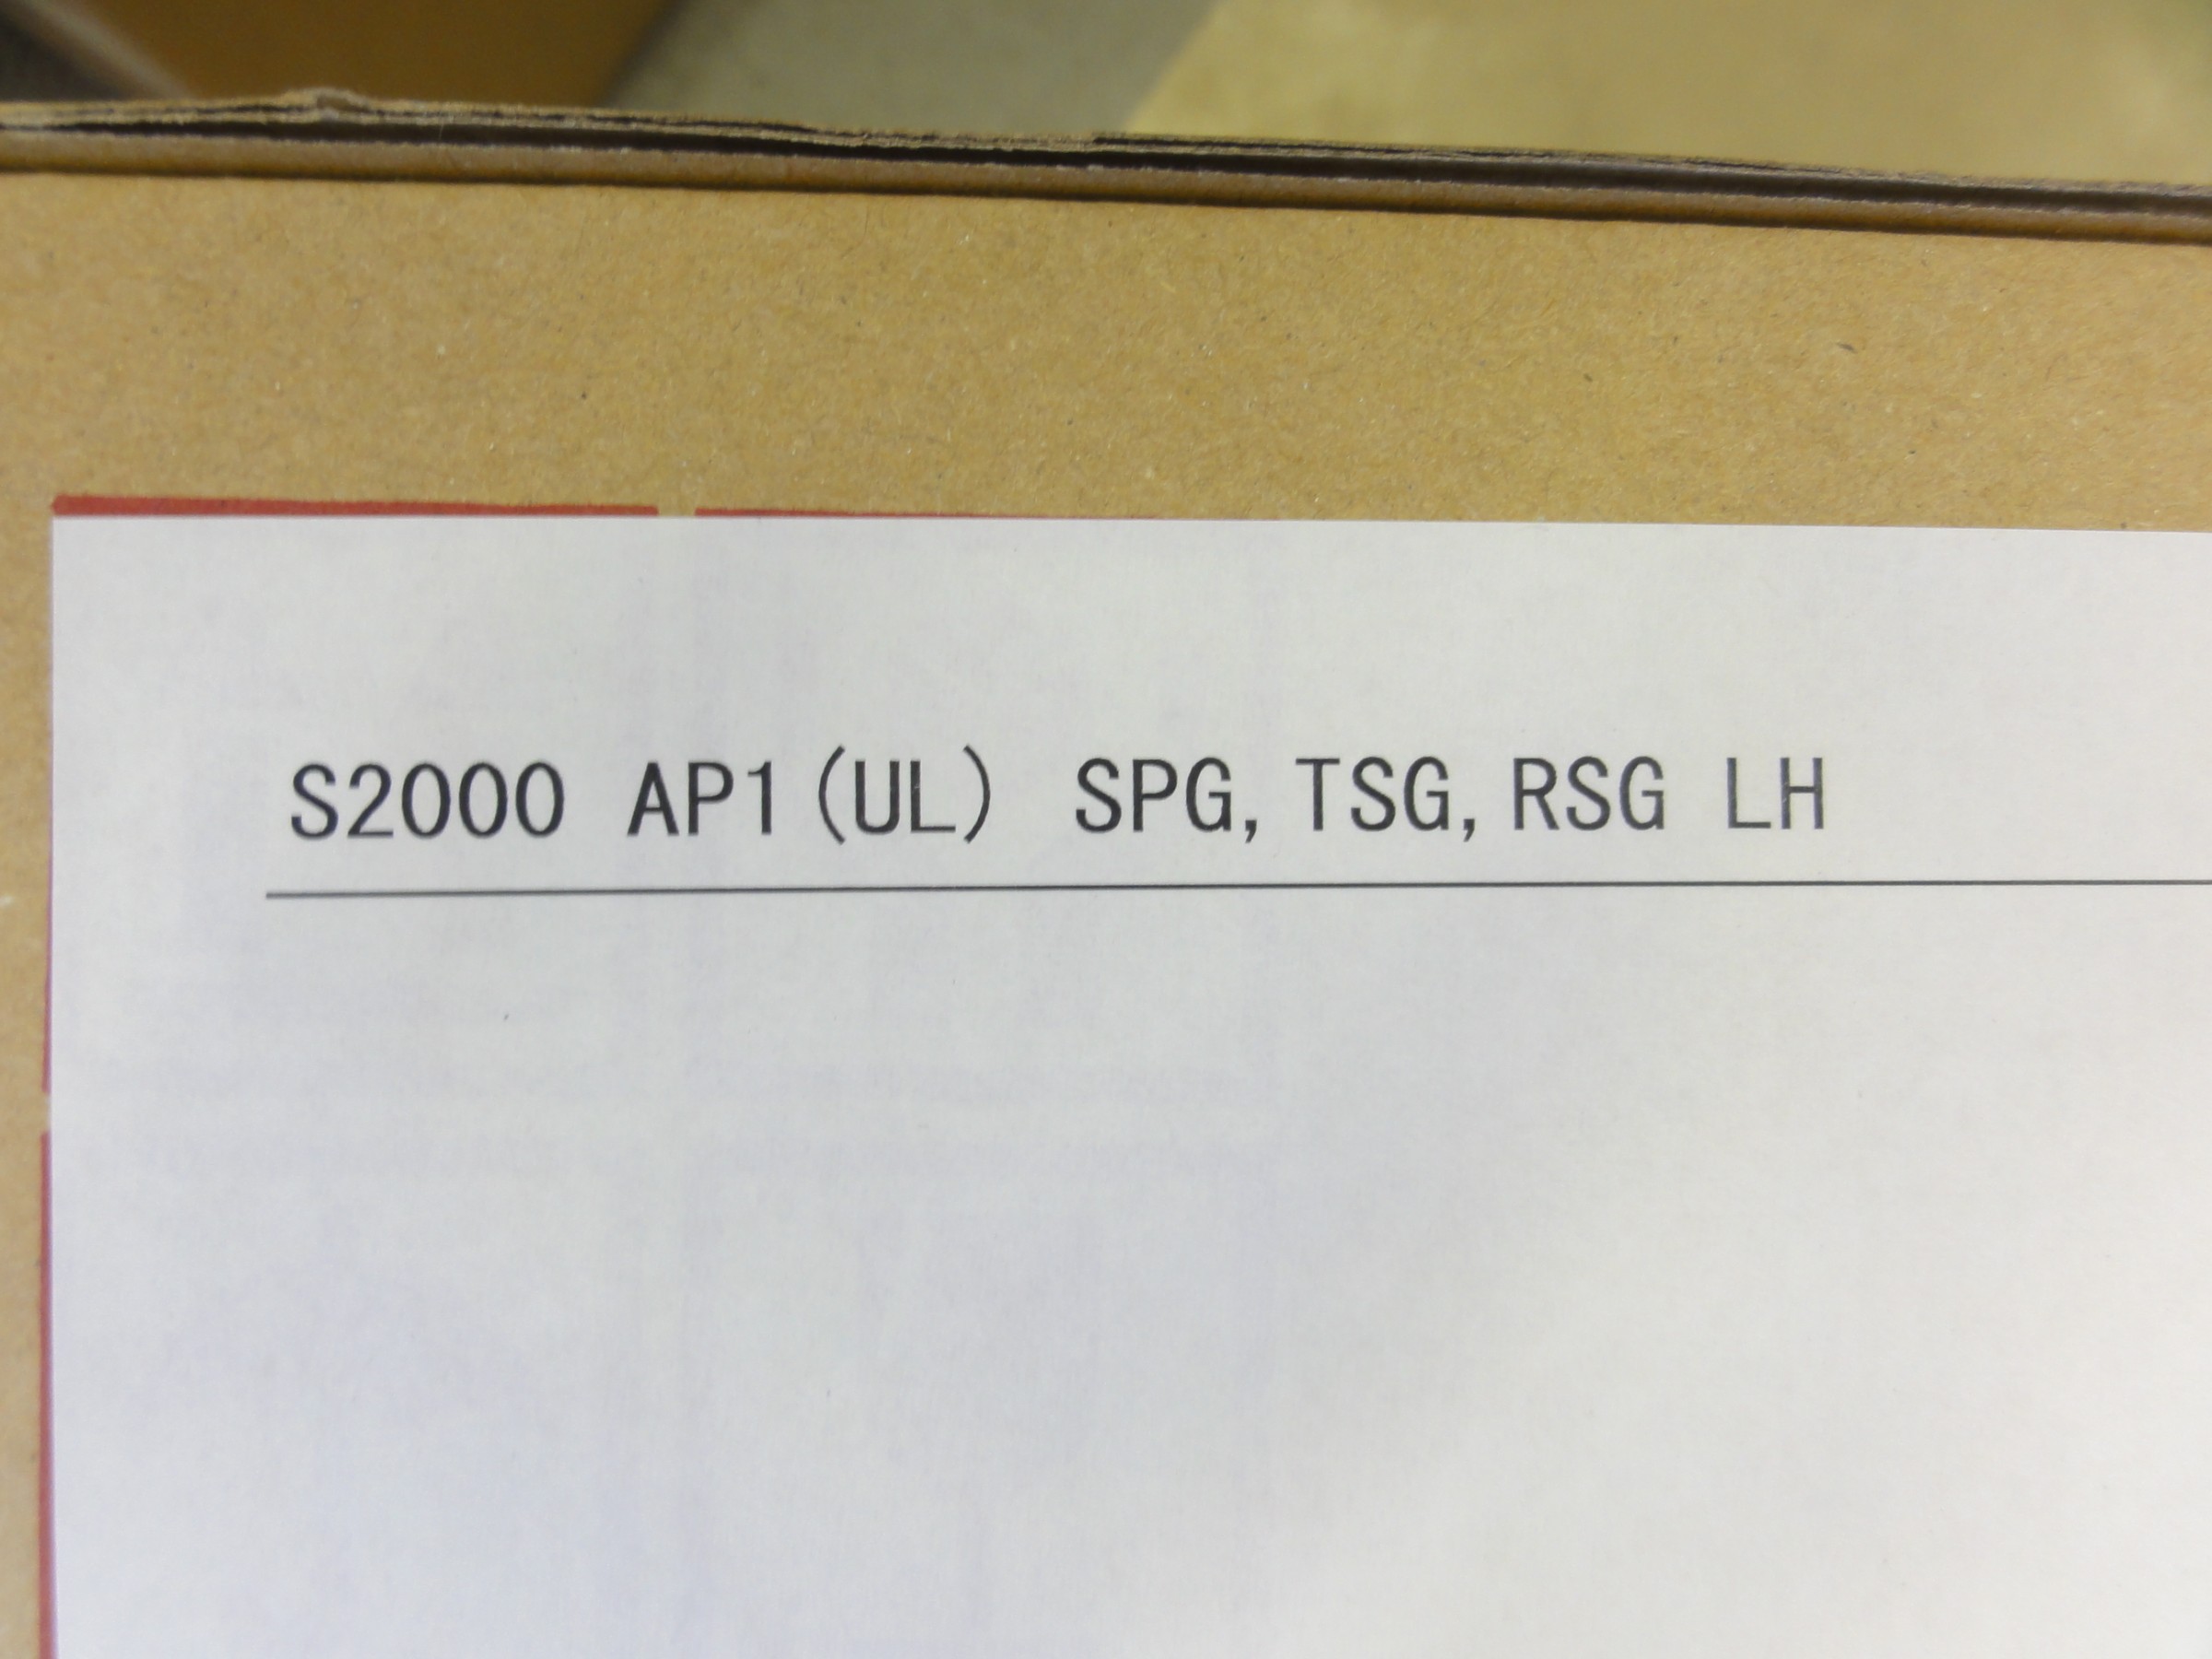 S2000 AP1(UL) SPG,TSG,RSG LH